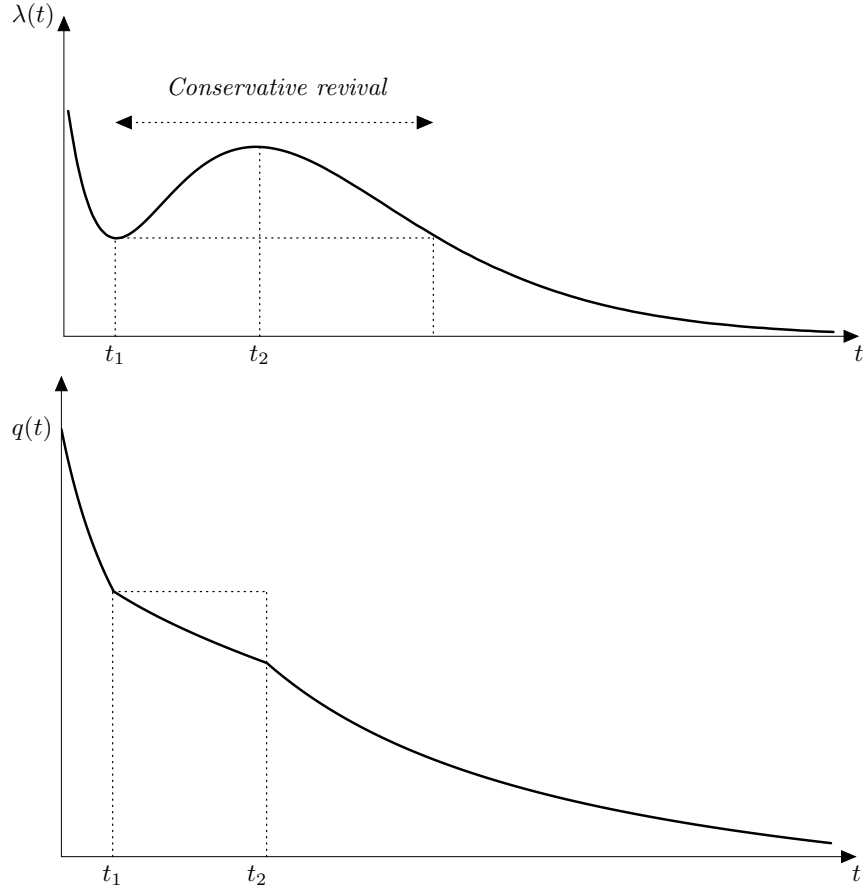 λ(t)
Conservative revival
t₁ t₂ t
q(t)
t₁ t₂ t